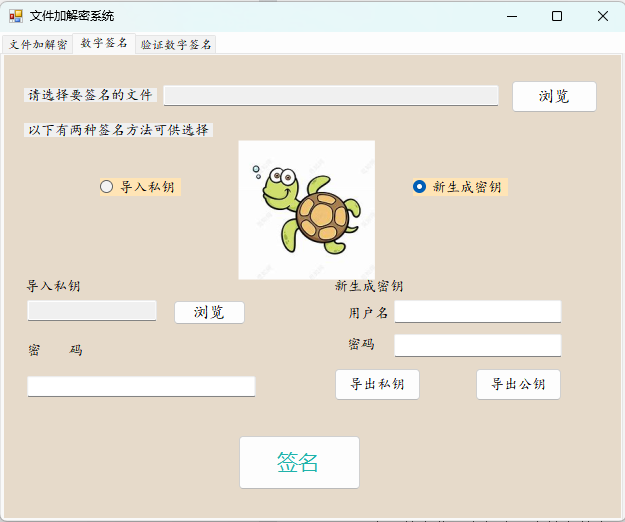 文件加解密系统
文件加解密 数字签名 验证数字签名
请选择要签名的文件 浏览
以下有两种签名方法可供选择
导入私钥 新生成密钥
导入私钥 新生成密钥
浏览 用户名
密 码 密码
导出私钥 导出公钥
签名